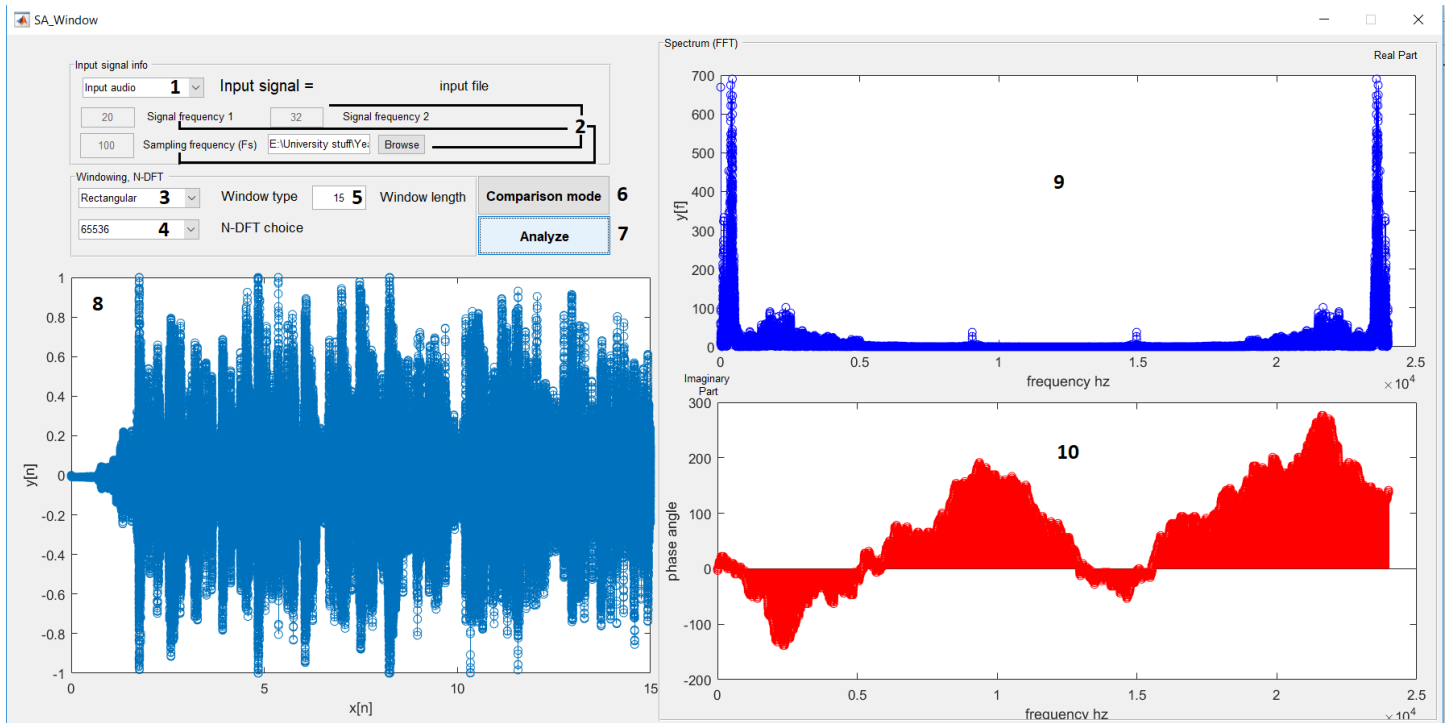 SA_Window
Input signal info
Input audio 1 Input signal = input file
20 Signal frequency 1 32 Signal frequency 2
2
100 Sampling frequency (Fs) E:\University stuff\Yea Browse
Windowing, N-DFT
Rectangular 3 Window type 15 5 Window length
65536 4 N-DFT choice
Comparison mode 6
Analyze 7
8
1
0.8
0.6
0.4
0.2
0
-0.2
-0.4
-0.6
-0.8
-1
y[n]
0 5 10 15
x[n]
Spectrum (FFT)
Real Part
9
700
600
500
400
300
200
100
0
y[f]
0 0.5 1 1.5 2 2.5
frequency hz
×10^4
Imaginary
Part
10
300
200
100
0
-100
-200
phase angle
0 0.5 1 1.5 2 2.5
frequency hz
×10^4